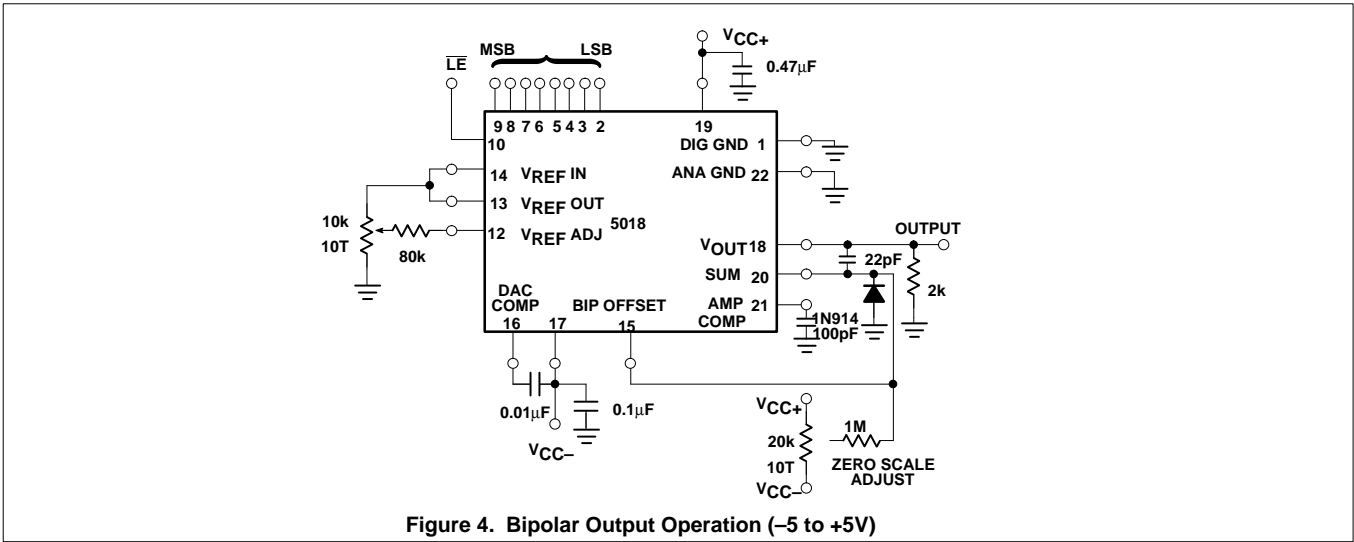 VCC+
MSB LSB
LE
0.47µF
9 8 7 6 5 4 3 2
19
10
DIG GND 1
14 VREF IN
ANA GND 22
13 VREF OUT
5018
10k
10T
80k
12 VREF ADJ
VOUT 18
OUTPUT
22pF
SUM 20
2k
DAC
COMP
BIP OFFSET
AMP
COMP
21
1N914
100pF
16 17 15
0.01µF
0.1µF
VCC–
VCC+
20k
10T
VCC–
1M
ZERO SCALE
ADJUST
Figure 4. Bipolar Output Operation (–5 to +5V)